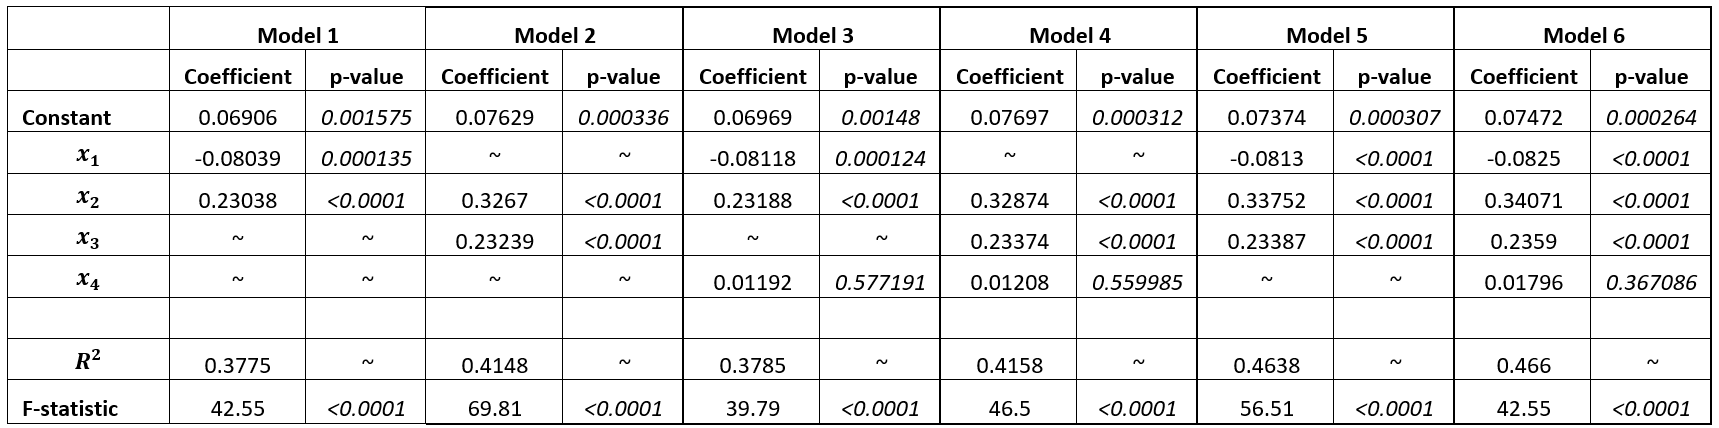 Model 1 Model 2 Model 3 Model 4 Model 5 Model 6
Coefficient p-value Coefficient p-value Coefficient p-value Coefficient p-value Coefficient p-value Coefficient p-value
Constant 0.06906 0.001575 0.07629 0.000336 0.06969 0.00148 0.07697 0.000312 0.07374 0.000307 0.07472 0.000264
x₁ -0.08039 0.000135 ~ ~ -0.08118 0.000124 ~ ~ -0.0813 <0.0001 -0.0825 <0.0001
x₂ 0.23038 <0.0001 0.3267 <0.0001 0.23188 <0.0001 0.32874 <0.0001 0.33752 <0.0001 0.34071 <0.0001
x₃ ~ ~ 0.23239 <0.0001 ~ ~ 0.23374 <0.0001 0.23387 <0.0001 0.2359 <0.0001
x₄ ~ ~ ~ ~ 0.01192 0.577191 0.01208 0.559985 ~ ~ 0.01796 0.367086
R² 0.3775 ~ 0.4148 ~ 0.3785 ~ 0.4158 ~ 0.4638 ~ 0.466 ~
F-statistic 42.55 <0.0001 69.81 <0.0001 39.79 <0.0001 46.5 <0.0001 56.51 <0.0001 42.55 <0.0001